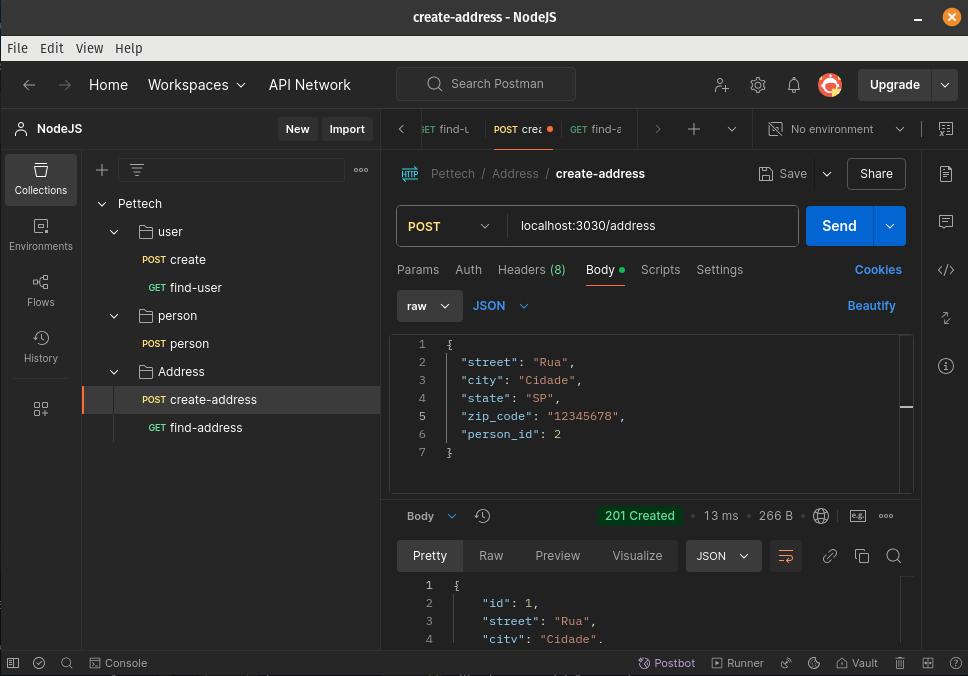 create-address - NodeJS
File Edit View Help
Home Workspaces API Network Search Postman Upgrade
NodeJS New Import GET find-u POST crea GET find-a No environment
Collections
Environments
Flows
History
Pettech
user
POST create
GET find-user
person
POST person
Address
POST create-address
GET find-address
HTTP Pettech / Address / create-address Save Share
POST localhost:3030/address Send
Params Auth Headers (8) Body Scripts Settings Cookies
raw JSON Beautify
1 {
2 "street": "Rua",
3 "city": "Cidade",
4 "state": "SP",
5 "zip_code": "12345678",
6 "person_id": 2
7 }
Body 201 Created • 13 ms • 266 B • e.g.
Pretty Raw Preview Visualize JSON
1 {
2 "id": 1,
3 "street": "Rua",
4 "city": "Cidade",
Console Postbot Runner Vault